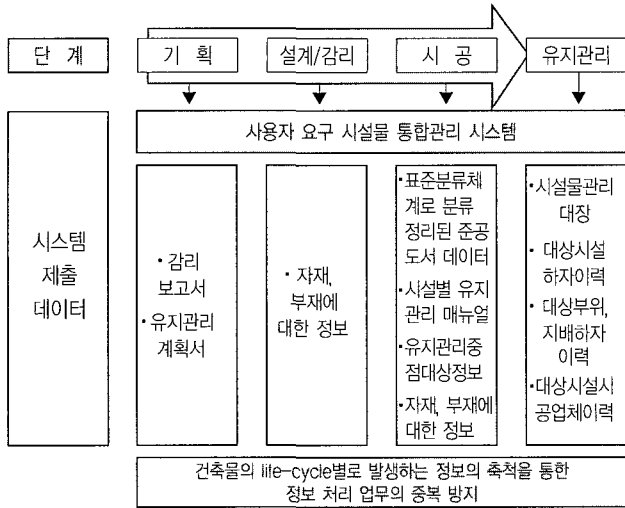 단 계
기 획
설계/감리
시 공
유지관리
사용자 요구 시설물 통합관리 시스템
시스템
제출
데이터
·감리
보고서
·유지관리
계획서
·자재,
부재에
대한 정보
·표준분류체
계로 분류
정리된 준공
도서 데이터
·시설별 유지
관리 매뉴얼
·유지관리중
점대상정보
·자재, 부재에
대한 정보
·시설물관리
대장
·대상시설
하자이력
·대상부위,
지배하자
이력
·대상시설시
공업체이력
건축물의 life-cycle별로 발생하는 정보의 축척을 통한
정보 처리 업무의 중복 방지